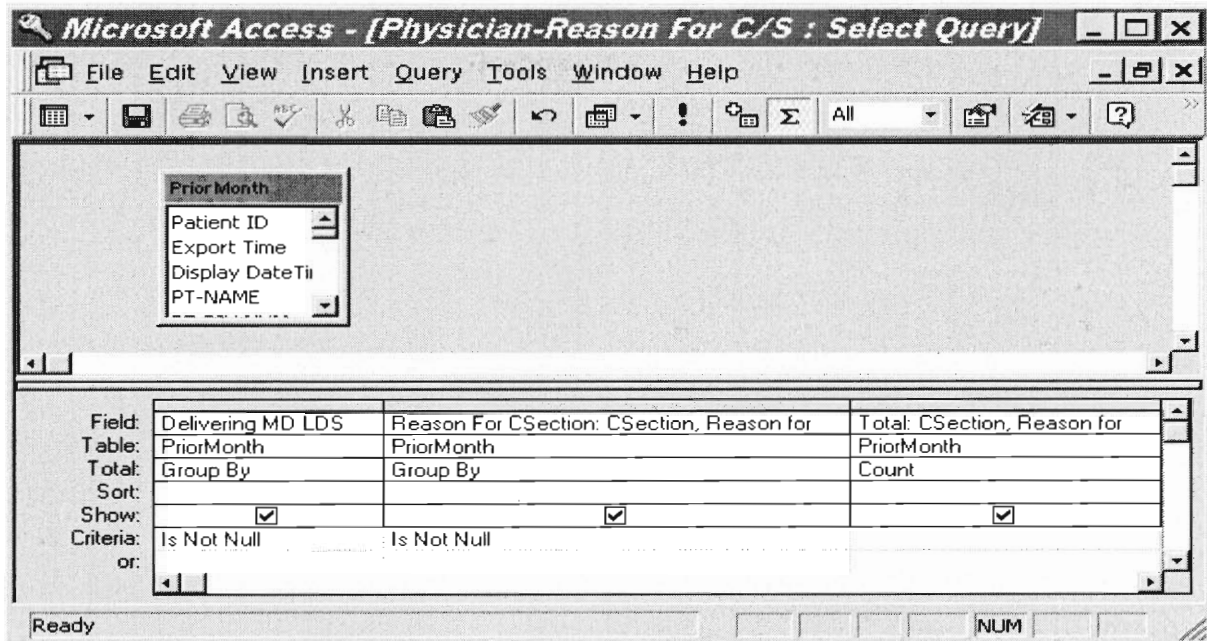 Microsoft Access - [Physician-Reason For C/S : Select Query]
File Edit View Insert Query Tools Window Help
ABC Σ All
PriorMonth
Patient ID
Export Time
Display DateTi
PT-NAME
Field: Delivering MD LDS Reason For CSection: CSection, Reason for Total: CSection, Reason for
Table: PriorMonth PriorMonth PriorMonth
Total: Group By Group By Count
Sort:
Show:
Criteria: Is Not Null Is Not Null
or:
Ready NUM